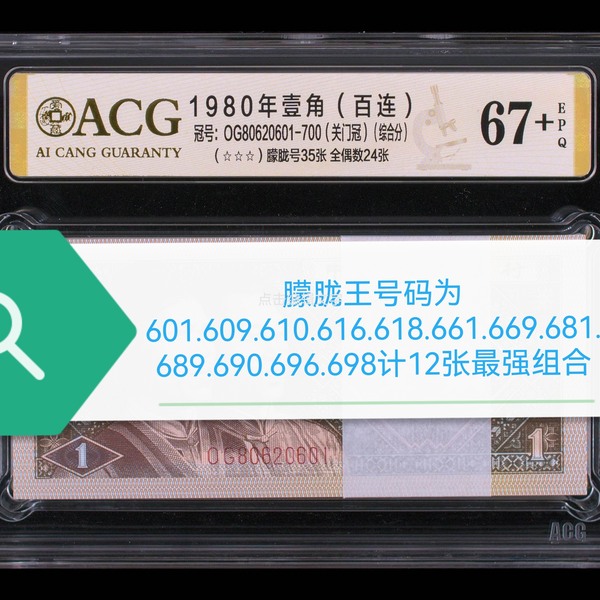 ACG
AI CANG GUARANTY
1980年壹角（百连）
冠号：OG80620601-700（关门冠）（综合分）
（☆☆☆）朦胧号35张 全偶数24张
67+
EPQ
朦胧王号码为
601.609.610.616.618.661.669.681.
689.690.696.698计12张最强组合
1
OG80620601
1
ACG